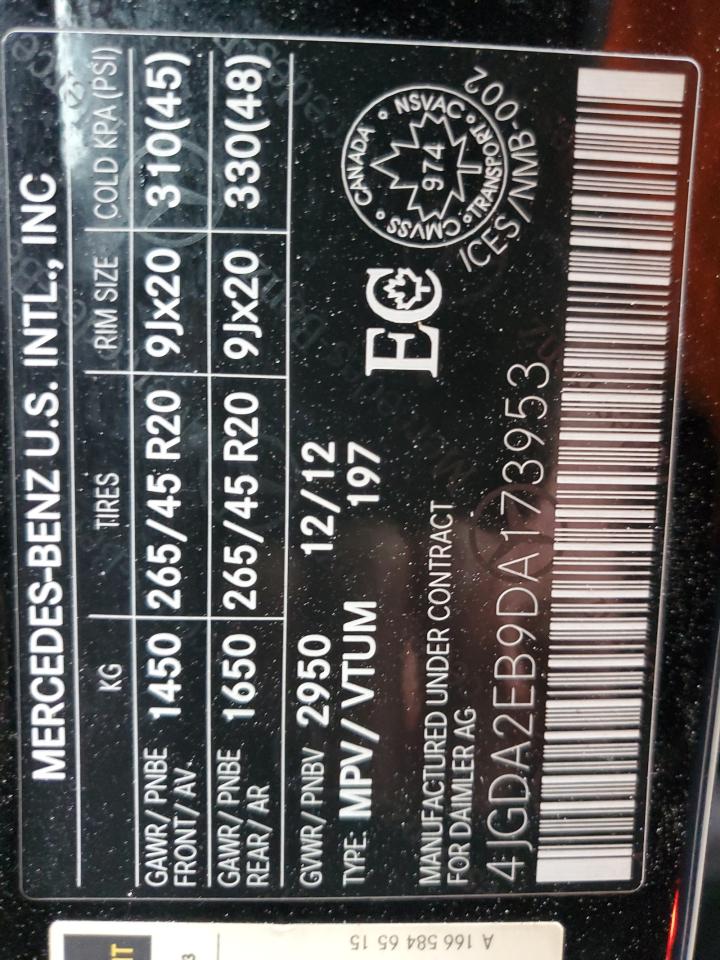 MERCEDES-BENZ U.S. INTL., INC
KG TIRES RIM SIZE COLD KPA (PSI)
GAWR/ PNBE FRONT/ AV. 1450 265/45 R20 9Jx20 310(45)
GAWR/ PNBE REAR/ AR 1650 265/45 R20 9Jx20 330(48)
GVWR/ PNBV 2950 12/12
TYPE: MPV/VTUM 197
EC
CANADA • NSVAC • TRANSPORT • CMVSS •
974
ICES/NMB-002
MANUFACTURED UNDER CONTRACT
FOR DAIMLER AG
4JGDA2EB9DA173953
A 166 584 65 15